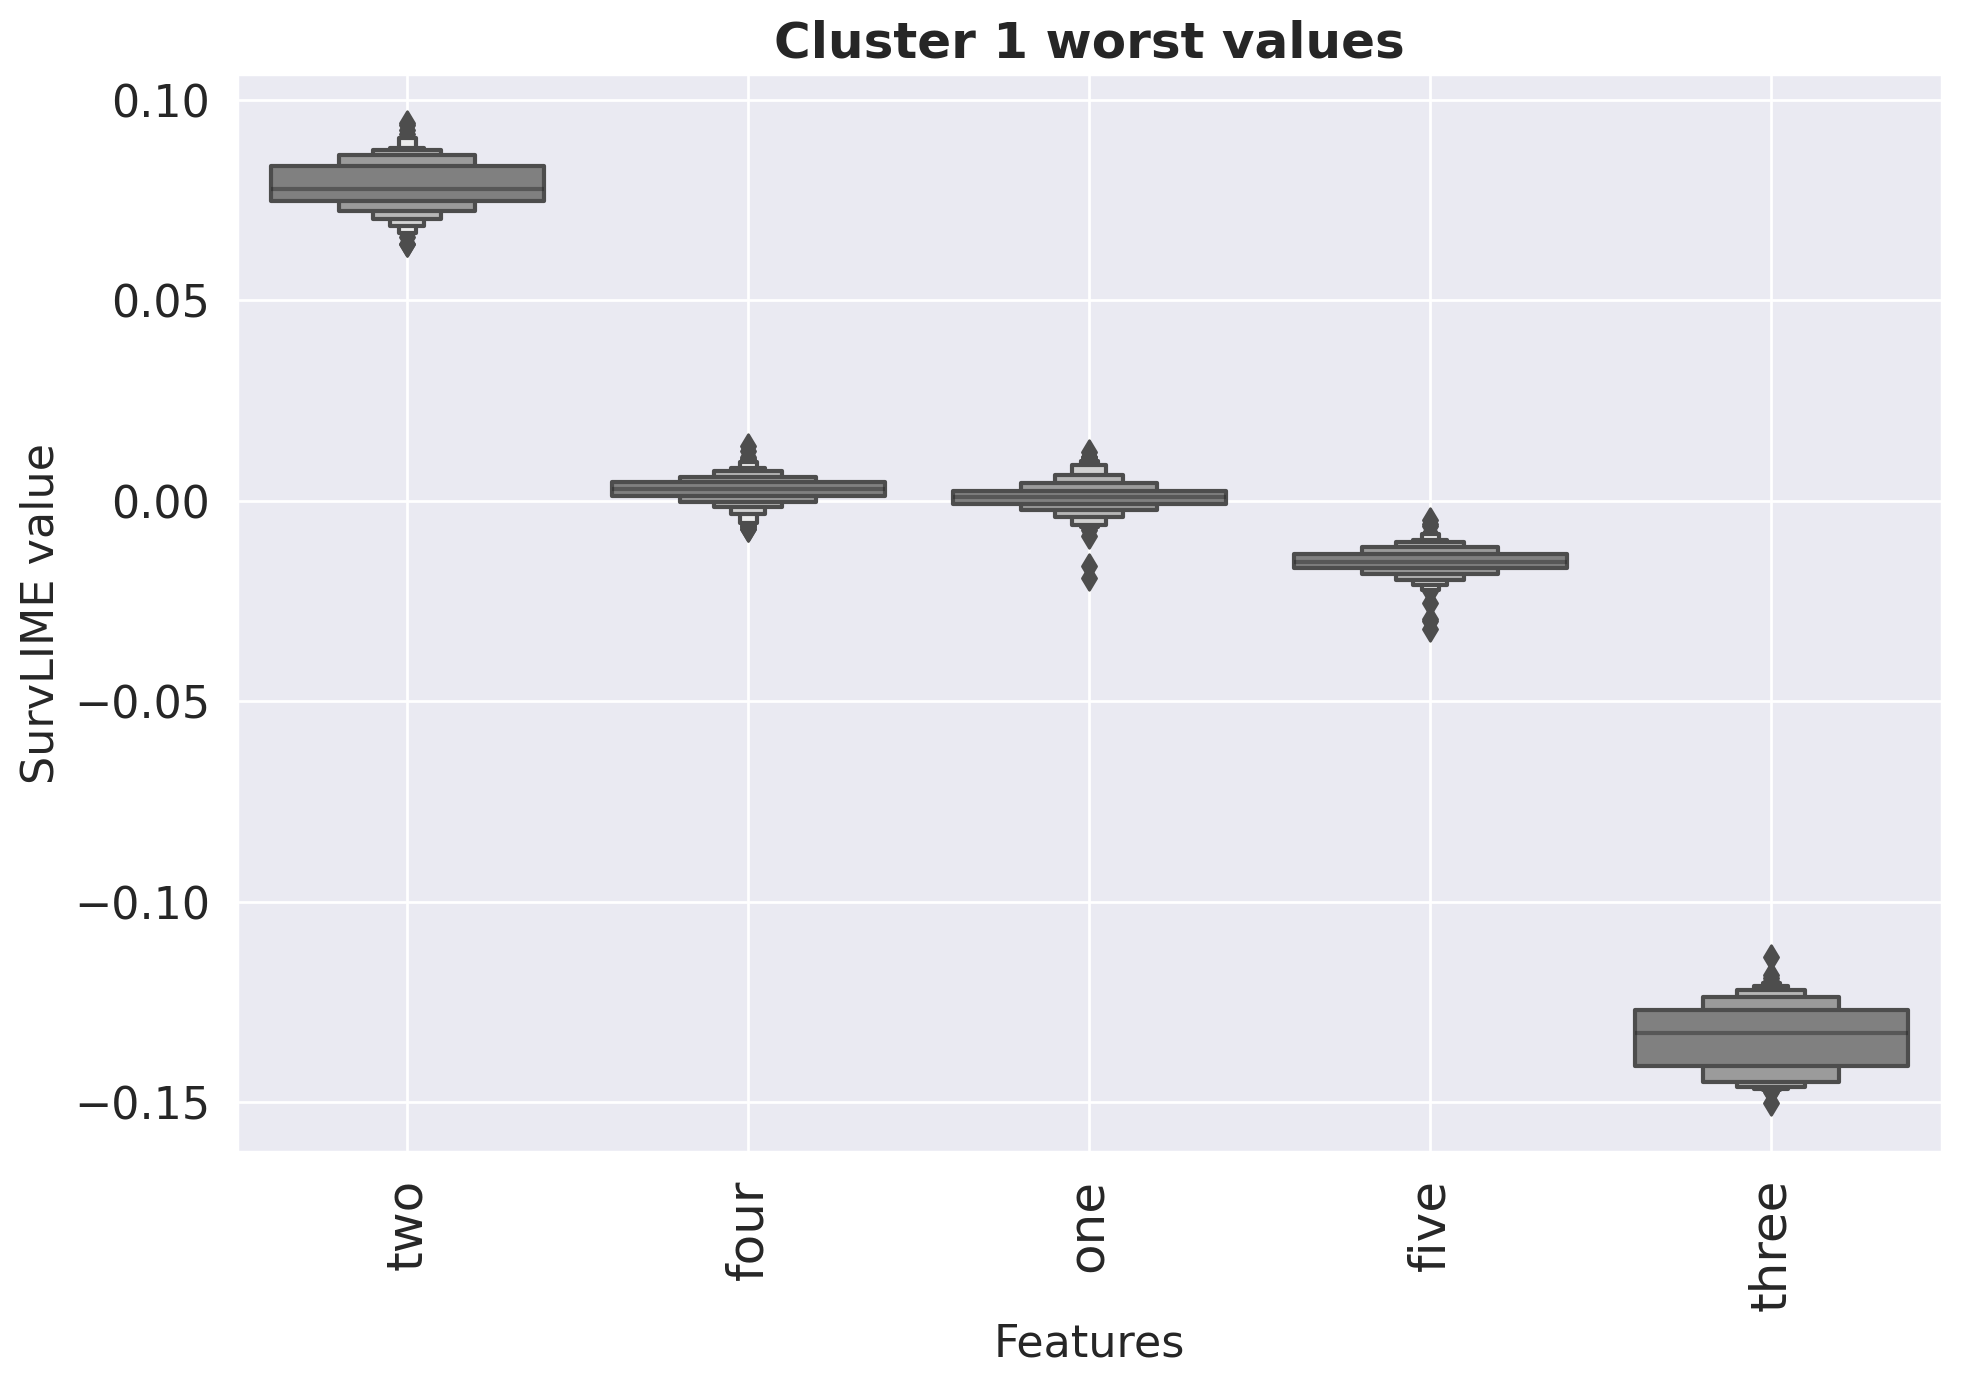 Cluster 1 worst values
0.10
0.05
0.00
−0.05
−0.10
−0.15
SurvLIME value
two
four
one
five
three
Features